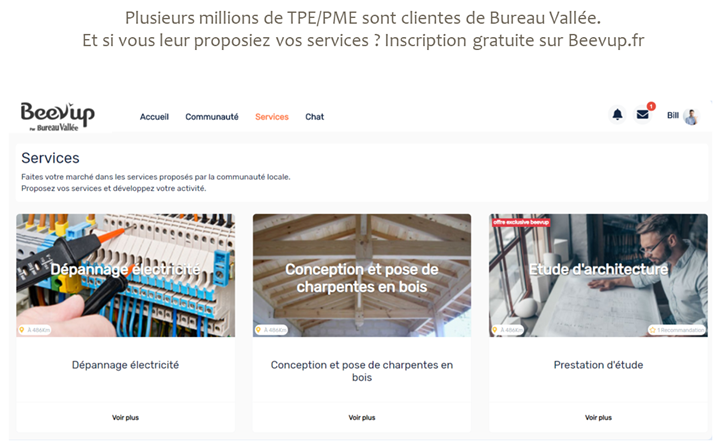 Plusieurs millions de TPE/PME sont clientes de Bureau Vallée.
Et si vous leur proposiez vos services ? Inscription gratuite sur Beevup.fr
Beevup
Par Bureau Vallée
Accueil Communauté Services Chat
1
Bill
Services
Faites votre marché dans les services proposés par la communauté locale.
Proposez vos services et développez votre activité.
Dépannage électricité
À 486Km
Conception et pose de
charpentes en bois
À 486Km
offre exclusive beevup
Etude d'architecture
À 486Km
1 Recommandation
Dépannage électricité
Conception et pose de charpentes en
bois
Prestation d'étude
Voir plus
Voir plus
Voir plus